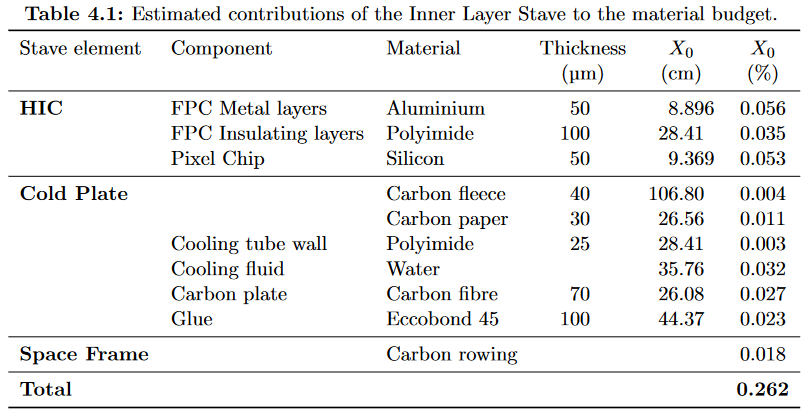 Table 4.1: Estimated contributions of the Inner Layer Stave to the material budget.
Stave element Component Material Thickness X0 X0
(µm) (cm) (%)
HIC FPC Metal layers Aluminium 50 8.896 0.056
FPC Insulating layers Polyimide 100 28.41 0.035
Pixel Chip Silicon 50 9.369 0.053
Cold Plate Carbon fleece 40 106.80 0.004
Carbon paper 30 26.56 0.011
Cooling tube wall Polyimide 25 28.41 0.003
Cooling fluid Water 35.76 0.032
Carbon plate Carbon fibre 70 26.08 0.027
Glue Eccobond 45 100 44.37 0.023
Space Frame Carbon rowing 0.018
Total 0.262